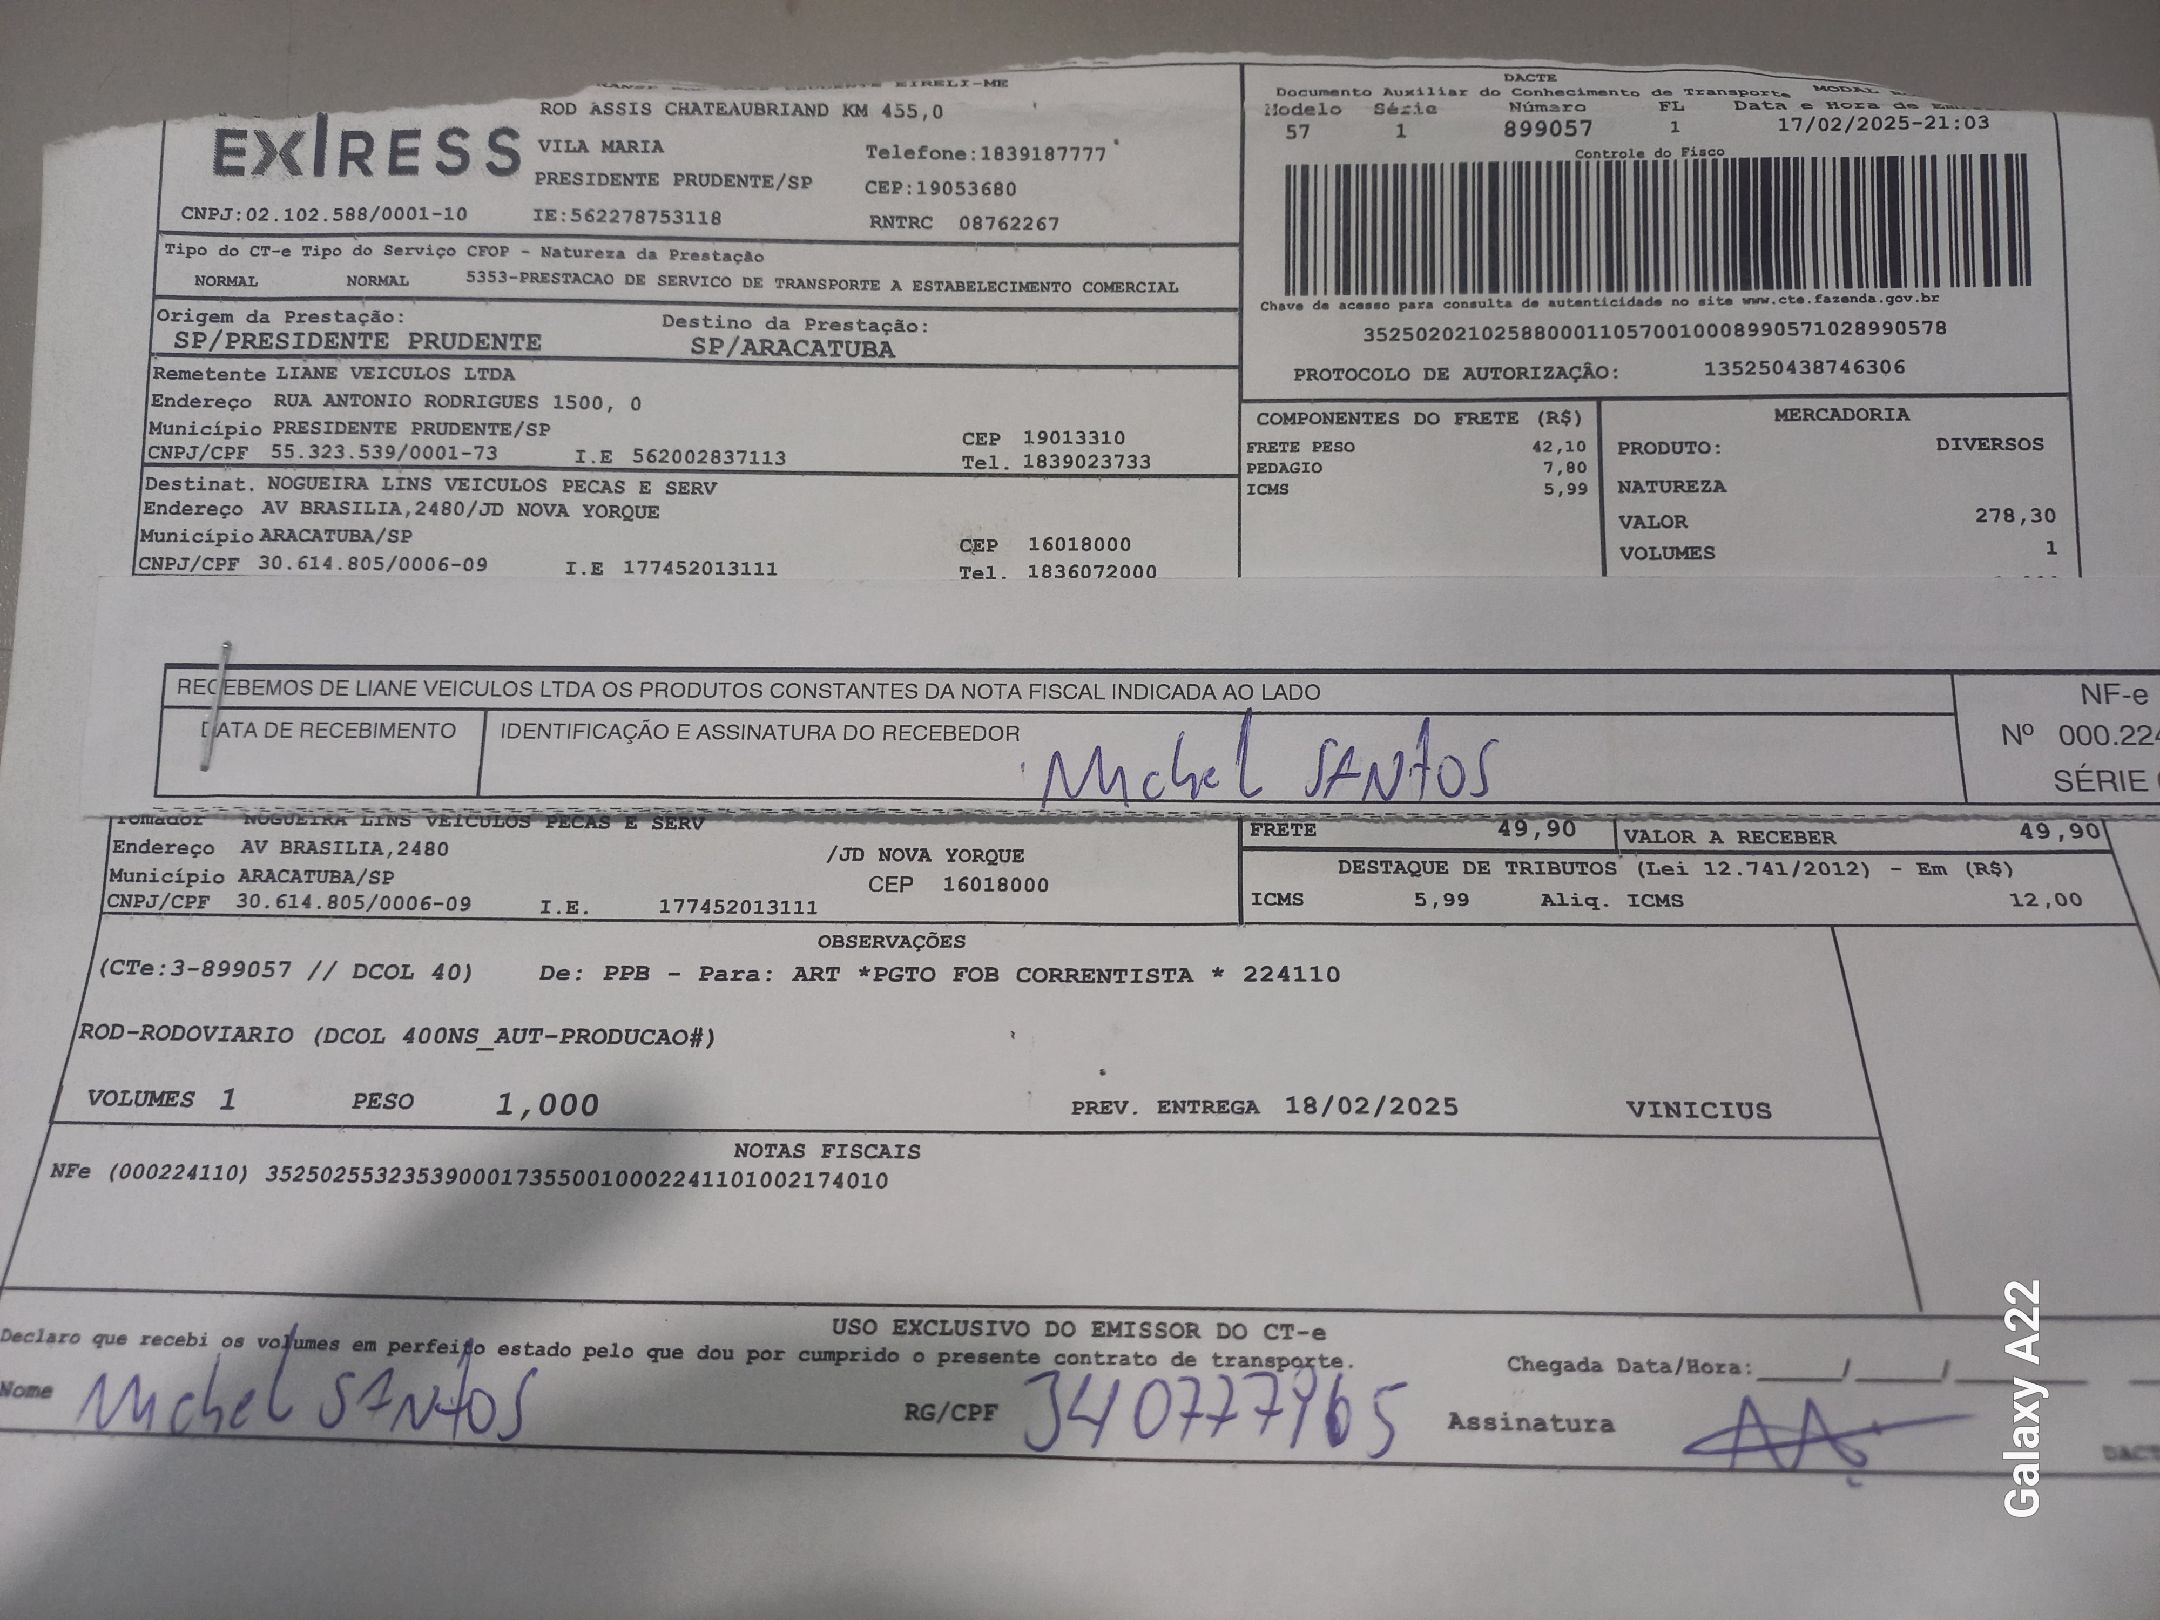 EIRELI-ME
EXPRESS
ROD ASSIS CHATEAUBRIAND KM 455,0
VILA MARIA
Telefone:1839187777
PRESIDENTE PRUDENTE/SP
CEP:19053680
CNPJ:02.102.588/0001-10
IE:562278753118
RNTRC 08762267
DACTE
Documento Auxiliar do Conhecimento de Transporte MODAL
Modelo Série Número FL Data e Hora de
57 1 899057 1 17/02/2025-21:03
Controle do Fisco
Chave de acesso para consulta de autenticidade no site www.cte.fazenda.gov.br
35250202102588000110570010008990571028990578
PROTOCOLO DE AUTORIZAÇÃO: 135250438746306
Tipo do CT-e Tipo do Serviço CFOP - Natureza da Prestação
NORMAL NORMAL 5353-PRESTACAO DE SERVICO DE TRANSPORTE A ESTABELECIMENTO COMERCIAL
Origem da Prestação: Destino da Prestação:
SP/PRESIDENTE PRUDENTE SP/ARACATUBA
Remetente LIANE VEICULOS LTDA
Endereço RUA ANTONIO RODRIGUES 1500, 0
Município PRESIDENTE PRUDENTE/SP CEP 19013310
CNPJ/CPF 55.323.539/0001-73 I.E 562002837113 Tel. 1839023733
Destinat. NOGUEIRA LINS VEICULOS PECAS E SERV
Endereço AV BRASILIA,2480/JD NOVA YORQUE
Município ARACATUBA/SP CEP 16018000
CNPJ/CPF 30.614.805/0006-09 I.E 177452013111 Tel. 1836072000
COMPONENTES DO FRETE (R$)
FRETE PESO 42,10
PEDAGIO 7,80
ICMS 5,99
MERCADORIA
PRODUTO: DIVERSOS
NATUREZA
VALOR 278,30
VOLUMES 1
RECEBEMOS DE LIANE VEICULOS LTDA OS PRODUTOS CONSTANTES DA NOTA FISCAL INDICADA AO LADO
DATA DE RECEBIMENTO IDENTIFICAÇÃO E ASSINATURA DO RECEBEDOR
Michel SANTOS
NF-e
Nº 000.224
SÉRIE
Tomador NOGUEIRA LINS VEICULOS PECAS E SERV
Endereço AV BRASILIA,2480 /JD NOVA YORQUE
Município ARACATUBA/SP CEP 16018000
CNPJ/CPF 30.614.805/0006-09 I.E. 177452013111
FRETE 49,90 VALOR A RECEBER 49,90
DESTAQUE DE TRIBUTOS (Lei 12.741/2012) - Em (R$)
ICMS 5,99 Aliq. ICMS 12,00
OBSERVAÇÕES
(CTe:3-899057 // DCOL 40) De: PPB - Para: ART *PGTO FOB CORRENTISTA * 224110
ROD-RODOVIARIO (DCOL 400NS_AUT-PRODUCAO#)
VOLUMES 1 PESO 1,000 PREV. ENTREGA 18/02/2025 VINICIUS
NOTAS FISCAIS
NFe (000224110) 35250255323539000173550010002241101002174010
USO EXCLUSIVO DO EMISSOR DO CT-e
Declaro que recebi os volumes em perfeito estado pelo que dou por cumprido o presente contrato de transporte.
Chegada Data/Hora: ____/____/____
Nome Michel SANTOS RG/CPF Assinatura
DACT
Galaxy A22